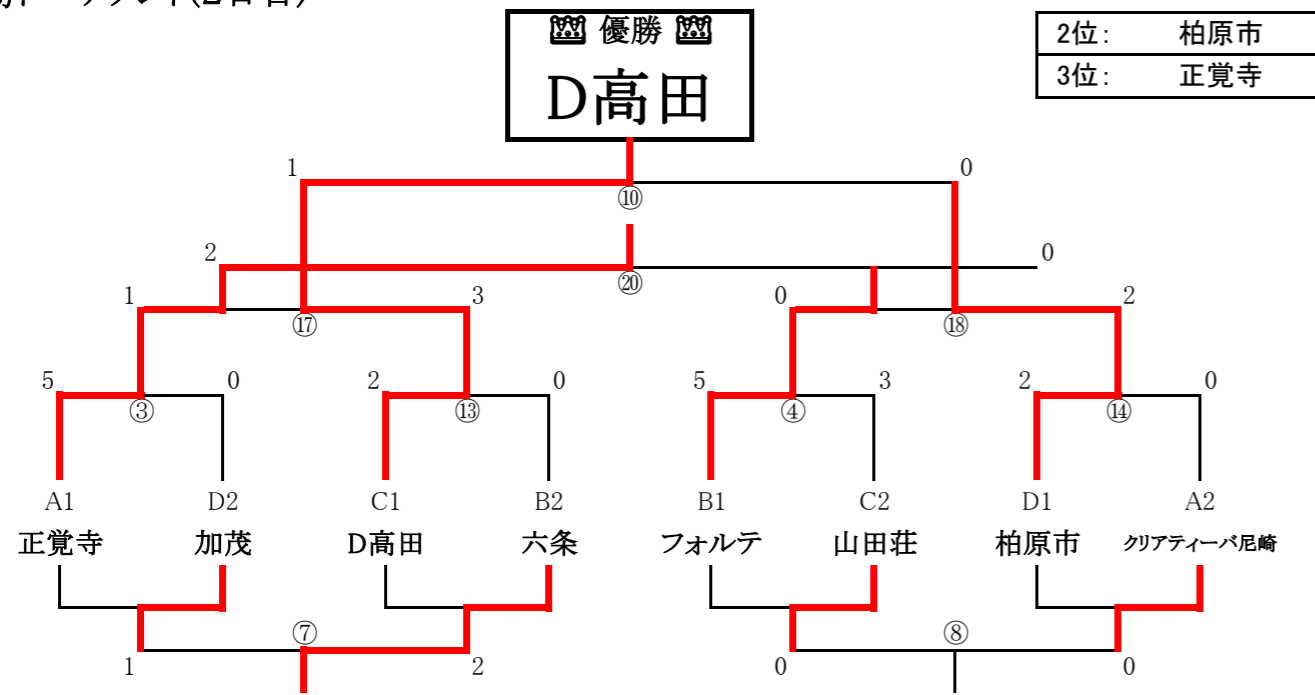 (2日目)
優勝
D高田
2位: 柏原市
3位: 正覚寺
1 0
⑩
2 0
⑳
1 3 0 2
⑰ ⑱
5 0 2 0 5 3 2 0
③ ⑬ ④ ⑭
A1 D2 C1 B2 B1 C2 D1 A2
正覚寺 加茂 D高田 六条 フォルテ 山田荘 柏原市 クリアティーバ尼崎
⑦ ⑧
1 2 0 0